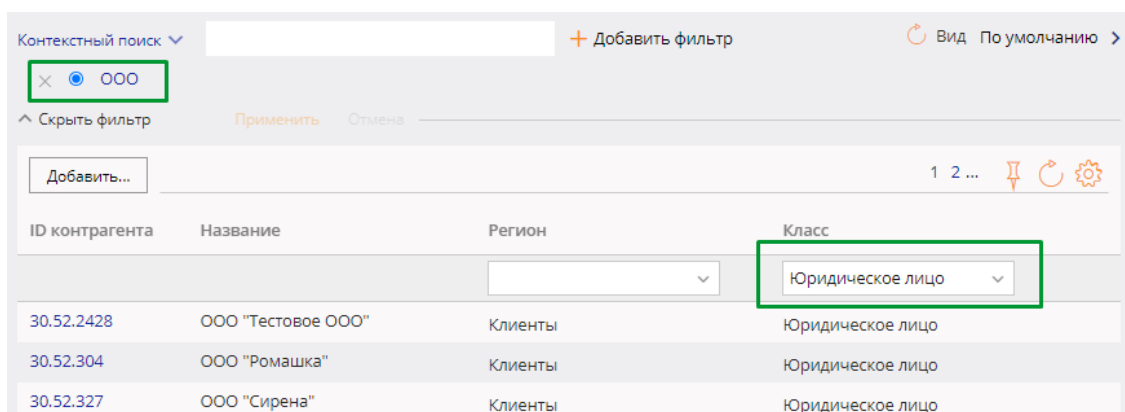 Контекстный поиск + Добавить фильтр Вид По умолчанию
ООО
Скрыть фильтр Применить Отмена
Добавить... 1 2 ...
ID контрагента Название Регион Класс
Юридическое лицо
30.52.2428 ООО "Тестовое ООО" Клиенты Юридическое лицо
30.52.304 ООО "Ромашка" Клиенты Юридическое лицо
30.52.327 ООО "Сирена" Клиенты Юридическое лицо